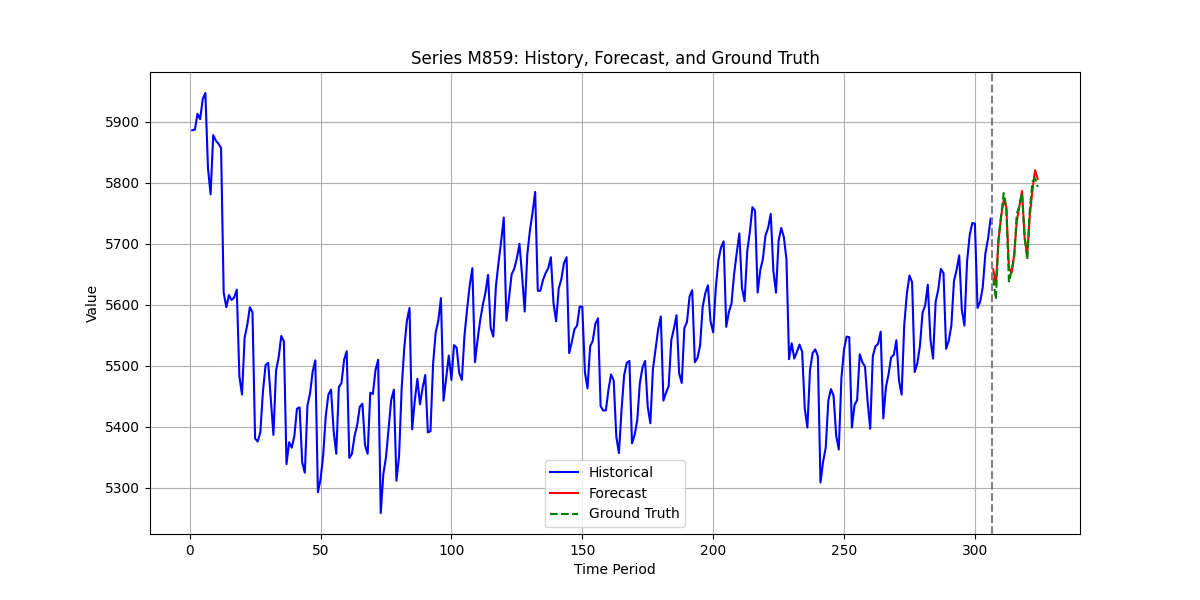 Series M859: History, Forecast, and Ground Truth
Value
5900
5800
5700
5600
5500
5400
5300
Historical
Forecast
Ground Truth
0 50 100 150 200 250 300
Time Period